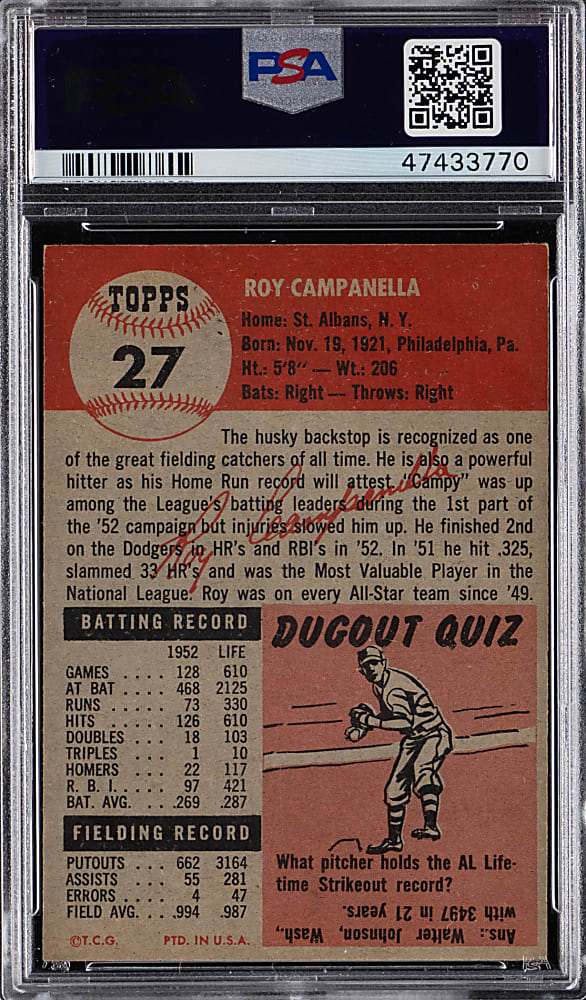 PSA
PSA
47433770
TOPPS
27
ROY CAMPANELLA
Home: St. Albans, N. Y.
Born: Nov. 19, 1921, Philadelphia, Pa.
Ht.: 5'8" — Wt.: 206
Bats: Right — Throws: Right
The husky backstop is recognized as one
of the great fielding catchers of all time. He is also a powerful
hitter as his Home Run record will attest. "Campy" was up
among the League's batting leaders during the 1st part of
the '52 campaign but injuries slowed him up. He finished 2nd
on the Dodgers in HR's and RBI's in '52. In '51 he hit .325,
slammed 33 HR's and was the Most Valuable Player in the
National League. Roy was on every All-Star team since '49.
Roy Campanella
BATTING RECORD
1952 LIFE
GAMES .... 128 610
AT BAT .... 468 2125
RUNS .... 73 330
HITS .... 126 610
DOUBLES ... 18 103
TRIPLES ... 1 10
HOMERS ... 22 117
R. B. I. .... 97 421
BAT. AVG. ... .269 .287
FIELDING RECORD
PUTOUTS .. 662 3164
ASSISTS ... 55 281
ERRORS .... 4 47
FIELD AVG. .. .994 .987
©T.C.G. PTD. IN U.S.A.
DUGOUT QUIZ
What pitcher holds the AL Life-
time Strikeout record?
Ans.: Walter Johnson, Wash.,
with 3497 in 21 years.